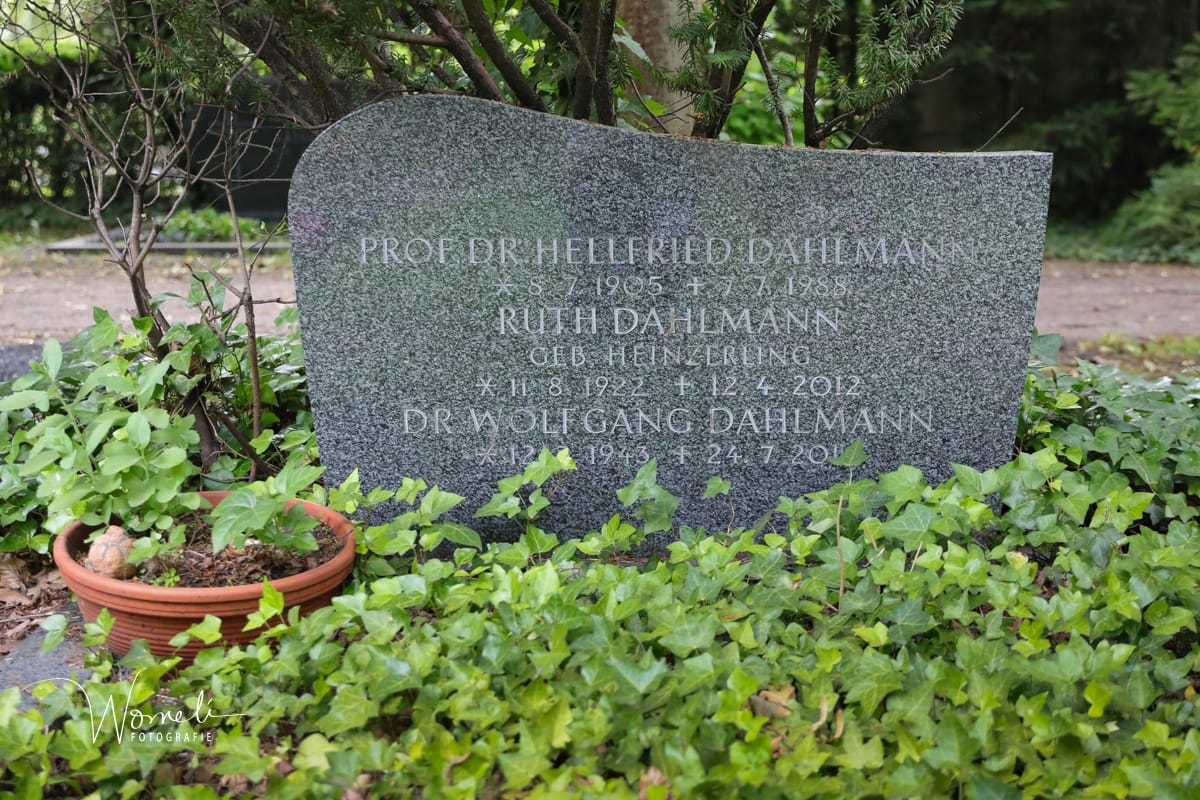 PROF DR HELLFRIED DAHLMANN
* 8. 7. 1905 † 7. 7. 1988
RUTH DAHLMANN
GEB. HEINZERLING
* 11. 8. 1922 † 12. 4. 2012
DR WOLFGANG DAHLMANN
1943 † 24. 7.
Womeli
FOTOGRAFIE